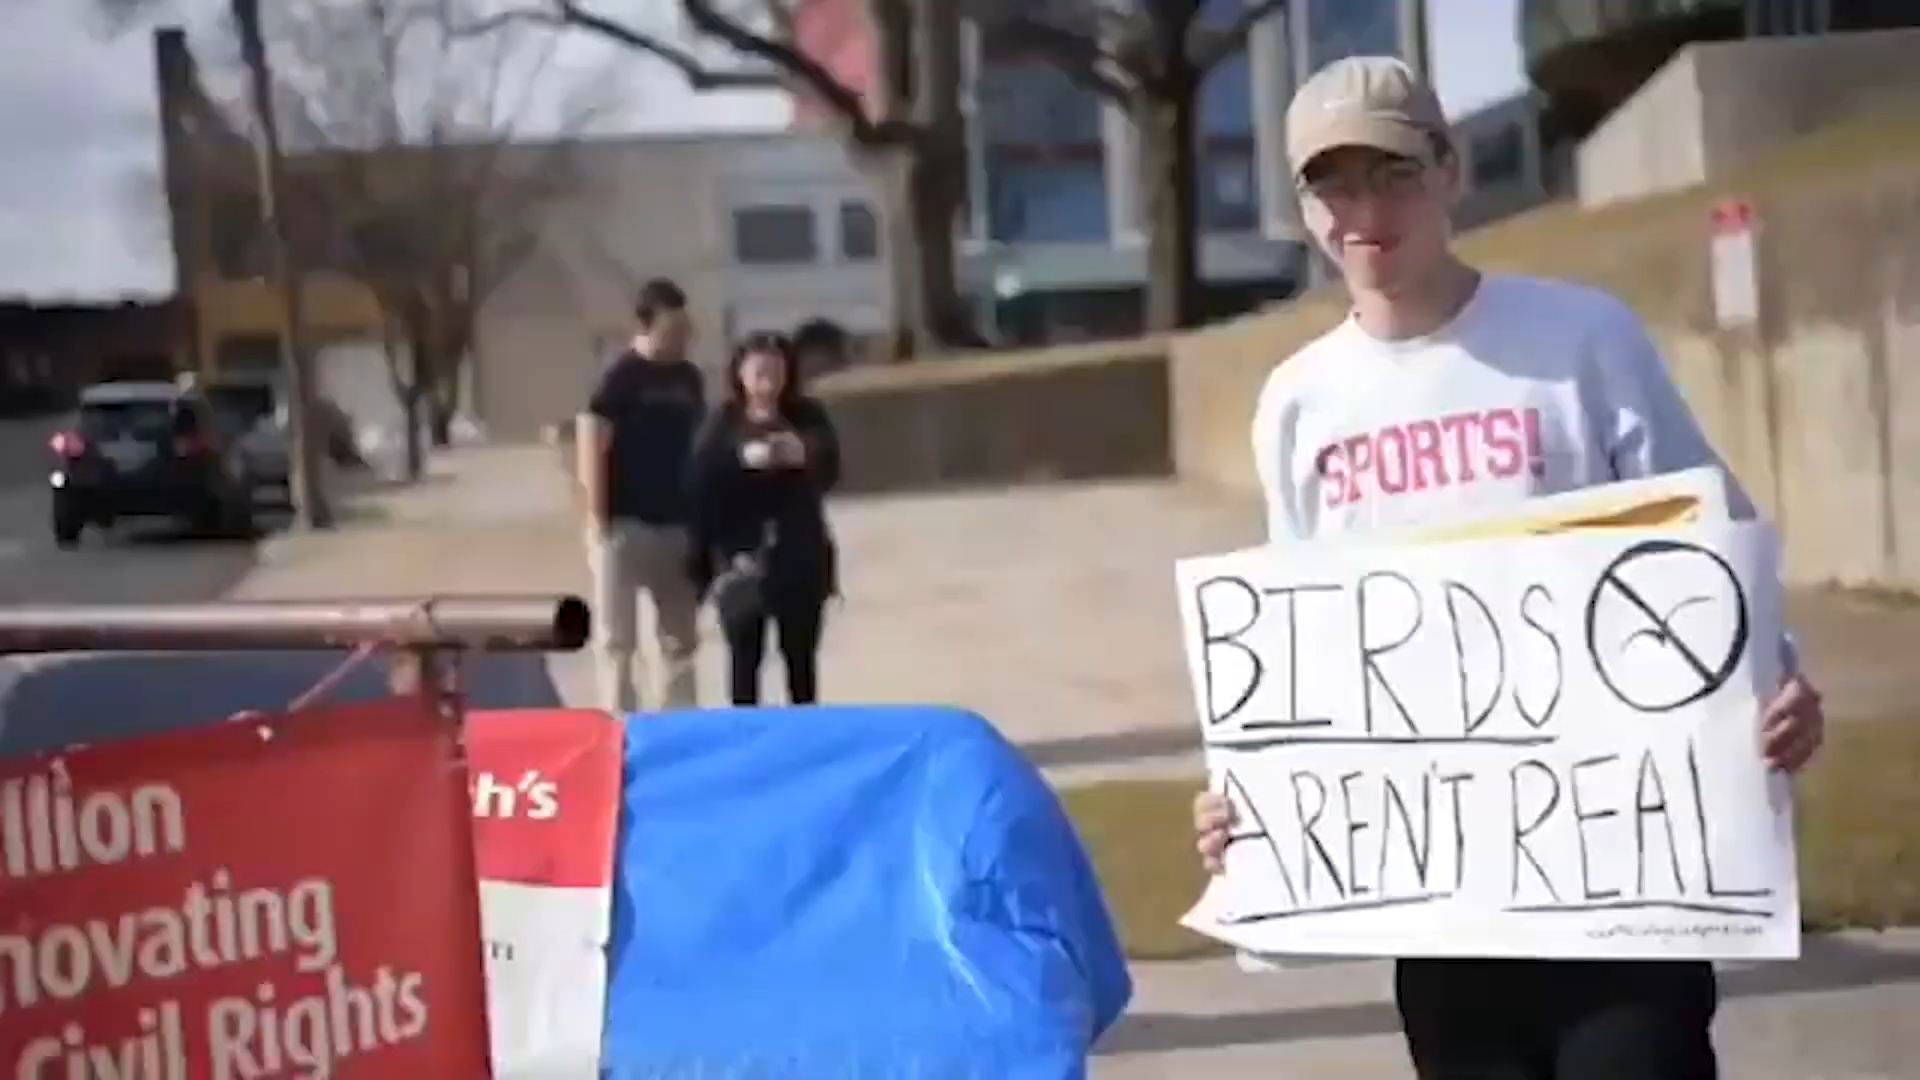 SPORTS!
BIRDS
AREN'T REAL
h's
llion
novating
Civil Rights